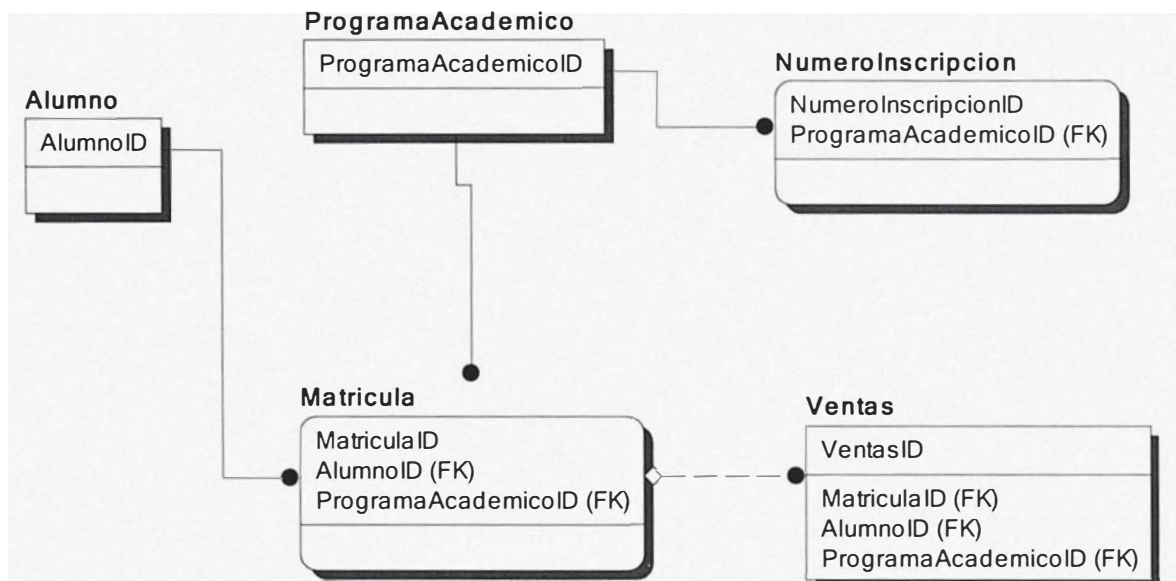 ProgramaAcademico
ProgramaAcademicoID
NumeroInscripcion
NumeroInscripcionID
ProgramaAcademicoID (FK)
Alumno
AlumnoID
Matricula
MatriculaID
AlumnoID (FK)
ProgramaAcademicoID (FK)
Ventas
VentasID
MatriculaID (FK)
AlumnoID (FK)
ProgramaAcademicoID (FK)